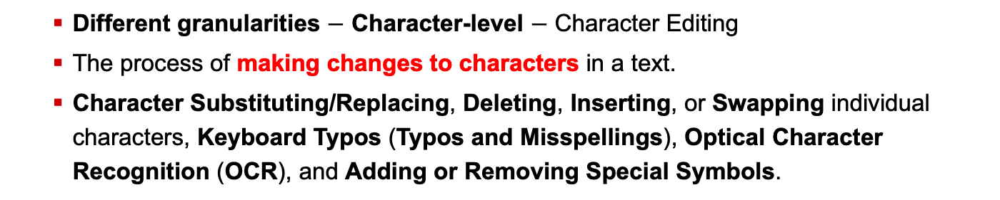 ▪ Different granularities – Character-level – Character Editing
▪ The process of making changes to characters in a text.
▪ Character Substituting/Replacing, Deleting, Inserting, or Swapping individual
characters, Keyboard Typos (Typos and Misspellings), Optical Character
Recognition (OCR), and Adding or Removing Special Symbols.